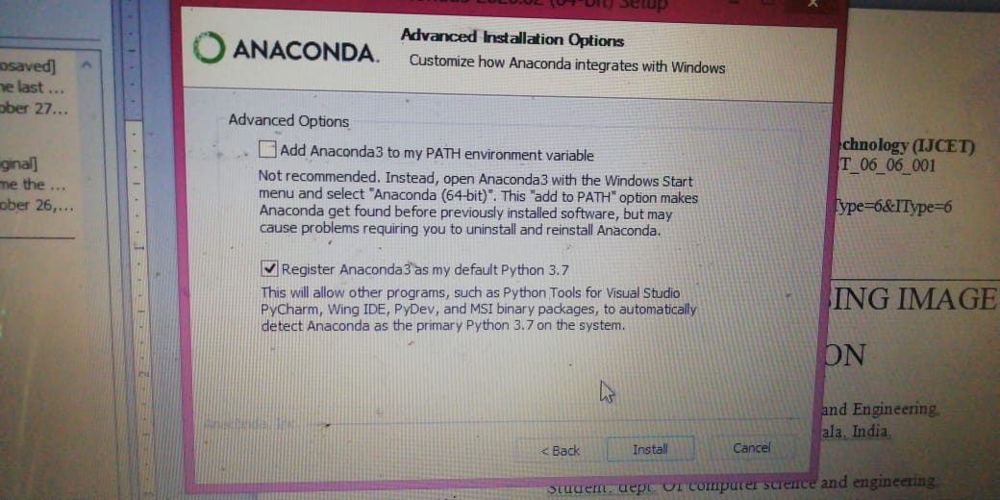 (64-bit) Setup
ANACONDA.
Advanced Installation Options
Customize how Anaconda integrates with Windows
Advanced Options
Add Anaconda3 to my PATH environment variable
Not recommended. Instead, open Anaconda3 with the Windows Start
menu and select "Anaconda (64-bit)". This "add to PATH" option makes
Anaconda get found before previously installed software, but may
cause problems requiring you to uninstall and reinstall Anaconda.
Register Anaconda3 as my default Python 3.7
This will allow other programs, such as Python Tools for Visual Studio
PyCharm, Wing IDE, PyDev, and MSI binary packages, to automatically
detect Anaconda as the primary Python 3.7 on the system.
Anaconda, Inc.
< Back
Install
Cancel
osaved]
he last ...
ober 27...
ginal]
me the ...
ober 26,...
chnology (IJCET)
T_06_06_001
Type=6&IType=6
ING IMAGE
ON
and Engineering,
ala, India.
Student, dept. Of computer science and engineering,